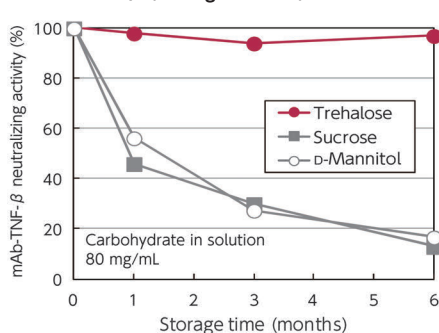 mAb-TNF-β neutralizing activity (%)
100
80
60
40
20
0
Trehalose
Sucrose
D-Mannitol
Carbohydrate in solution
80 mg/mL
0 1 2 3 4 5 6
Storage time (months)